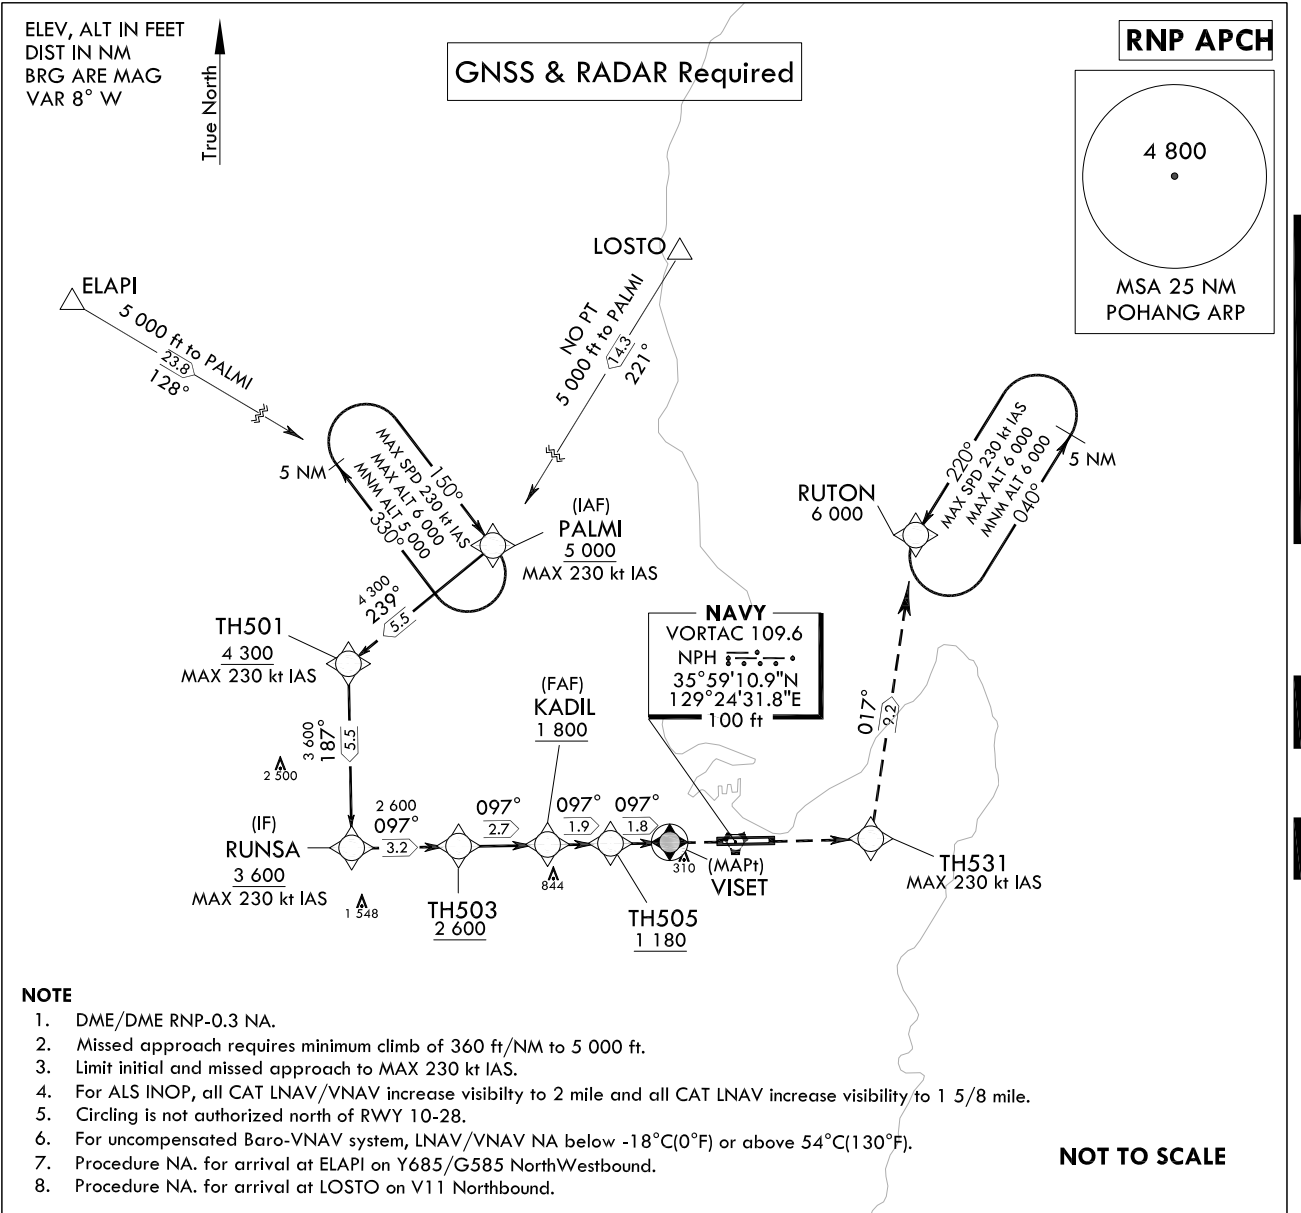 ELEV, ALT IN FEET
DIST IN NM
BRG ARE MAG
VAR 8° W
True North
GNSS & RADAR Required
RNP APCH
4 800
MSA 25 NM
POHANG ARP
LOSTO
NO PT
5 000 ft to PALMI
14.3
221°
ELAPI
5 000 ft to PALMI
23.8
128°
5 NM
150°
MAX SPD 230 kt IAS
MAX ALT 6 000
MNM ALT 5 000
330°
(IAF)
PALMI
5 000
MAX 230 kt IAS
RUTON
6 000
220°
MAX SPD 230 kt IAS
MAX ALT 6 000
MNM ALT 6 000
040°
5 NM
4 300
239°
5.5
TH501
4 300
MAX 230 kt IAS
3 600
187°
5.5
2 500
NAVY
VORTAC 109.6
NPH
35°59'10.9"N
129°24'31.8"E
100 ft
017°
9.2
(FAF)
KADIL
1 800
(IF)
RUNSA
3 600
MAX 230 kt IAS
2 600
097°
3.2
097°
2.7
097°
1.9
097°
1.8
1 548
844
310
TH503
2 600
TH505
1 180
(MAPt)
VISET
TH531
MAX 230 kt IAS
NOTE
1. DME/DME RNP-0.3 NA.
2. Missed approach requires minimum climb of 360 ft/NM to 5 000 ft.
3. Limit initial and missed approach to MAX 230 kt IAS.
4. For ALS INOP, all CAT LNAV/VNAV increase visibilty to 2 mile and all CAT LNAV increase visibility to 1 5/8 mile.
5. Circling is not authorized north of RWY 10-28.
6. For uncompensated Baro-VNAV system, LNAV/VNAV NA below -18°C(0°F) or above 54°C(130°F).
7. Procedure NA. for arrival at ELAPI on Y685/G585 NorthWestbound.
8. Procedure NA. for arrival at LOSTO on V11 Northbound.
NOT TO SCALE